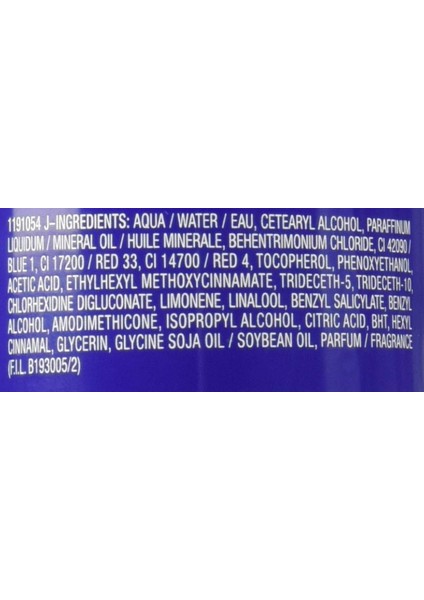 1191054 J-INGREDIENTS: AQUA / WATER / EAU, CETEARYL ALCOHOL, PARAFFINUM
LIQUIDUM / MINERAL OIL / HUILE MINERALE, BEHENTRIMONIUM CHLORIDE, CI 42090 /
BLUE 1, CI 17200 / RED 33, CI 14700 / RED 4, TOCOPHEROL, PHENOXYETHANOL,
ACETIC ACID, ETHYLHEXYL METHOXYCINNAMATE, TRIDECETH-5, TRIDECETH-10,
CHLORHEXIDINE DIGLUCONATE, LIMONENE, LINALOOL, BENZYL SALICYLATE, BENZYL
ALCOHOL, AMODIMETHICONE, ISOPROPYL ALCOHOL, CITRIC ACID, BHT, HEXYL
CINNAMAL, GLYCERIN, GLYCINE SOJA OIL / SOYBEAN OIL, PARFUM / FRAGRANCE
(F.I.L. B193005/2)